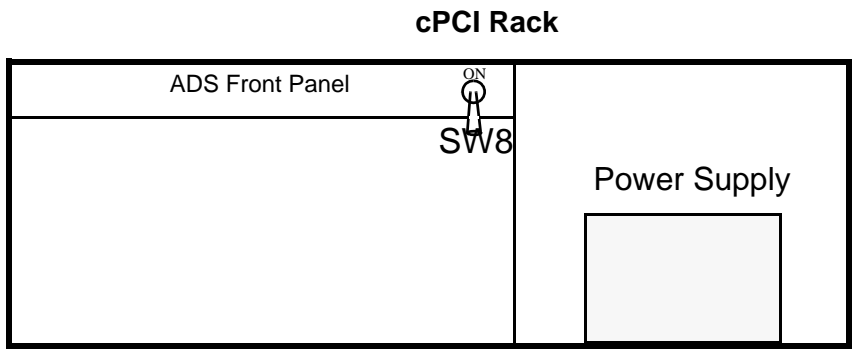 cPCI Rack
ADS Front Panel
ON
SW8
Power Supply